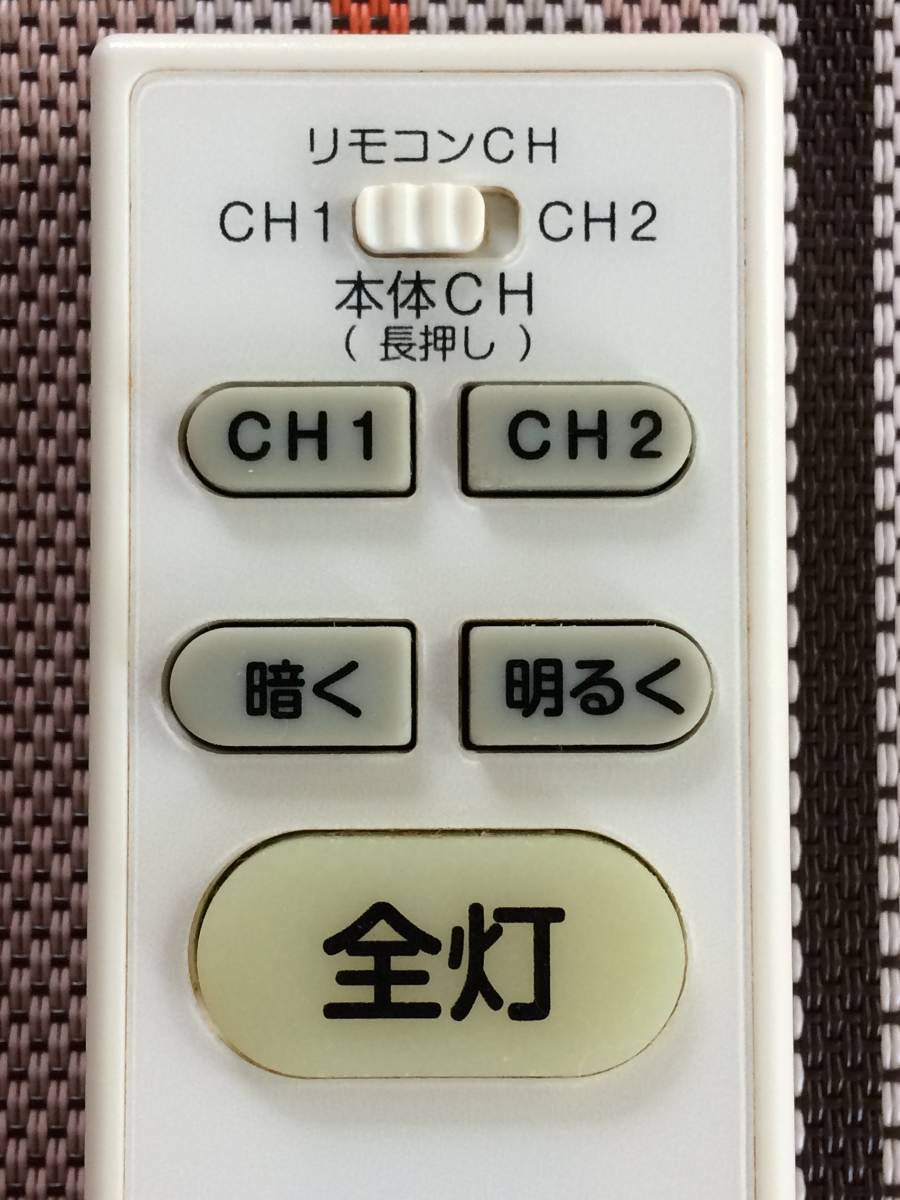 リモコンCH
CH1 CH2
本体CH
(長押し)
CH1 CH2
暗く 明るく
全灯